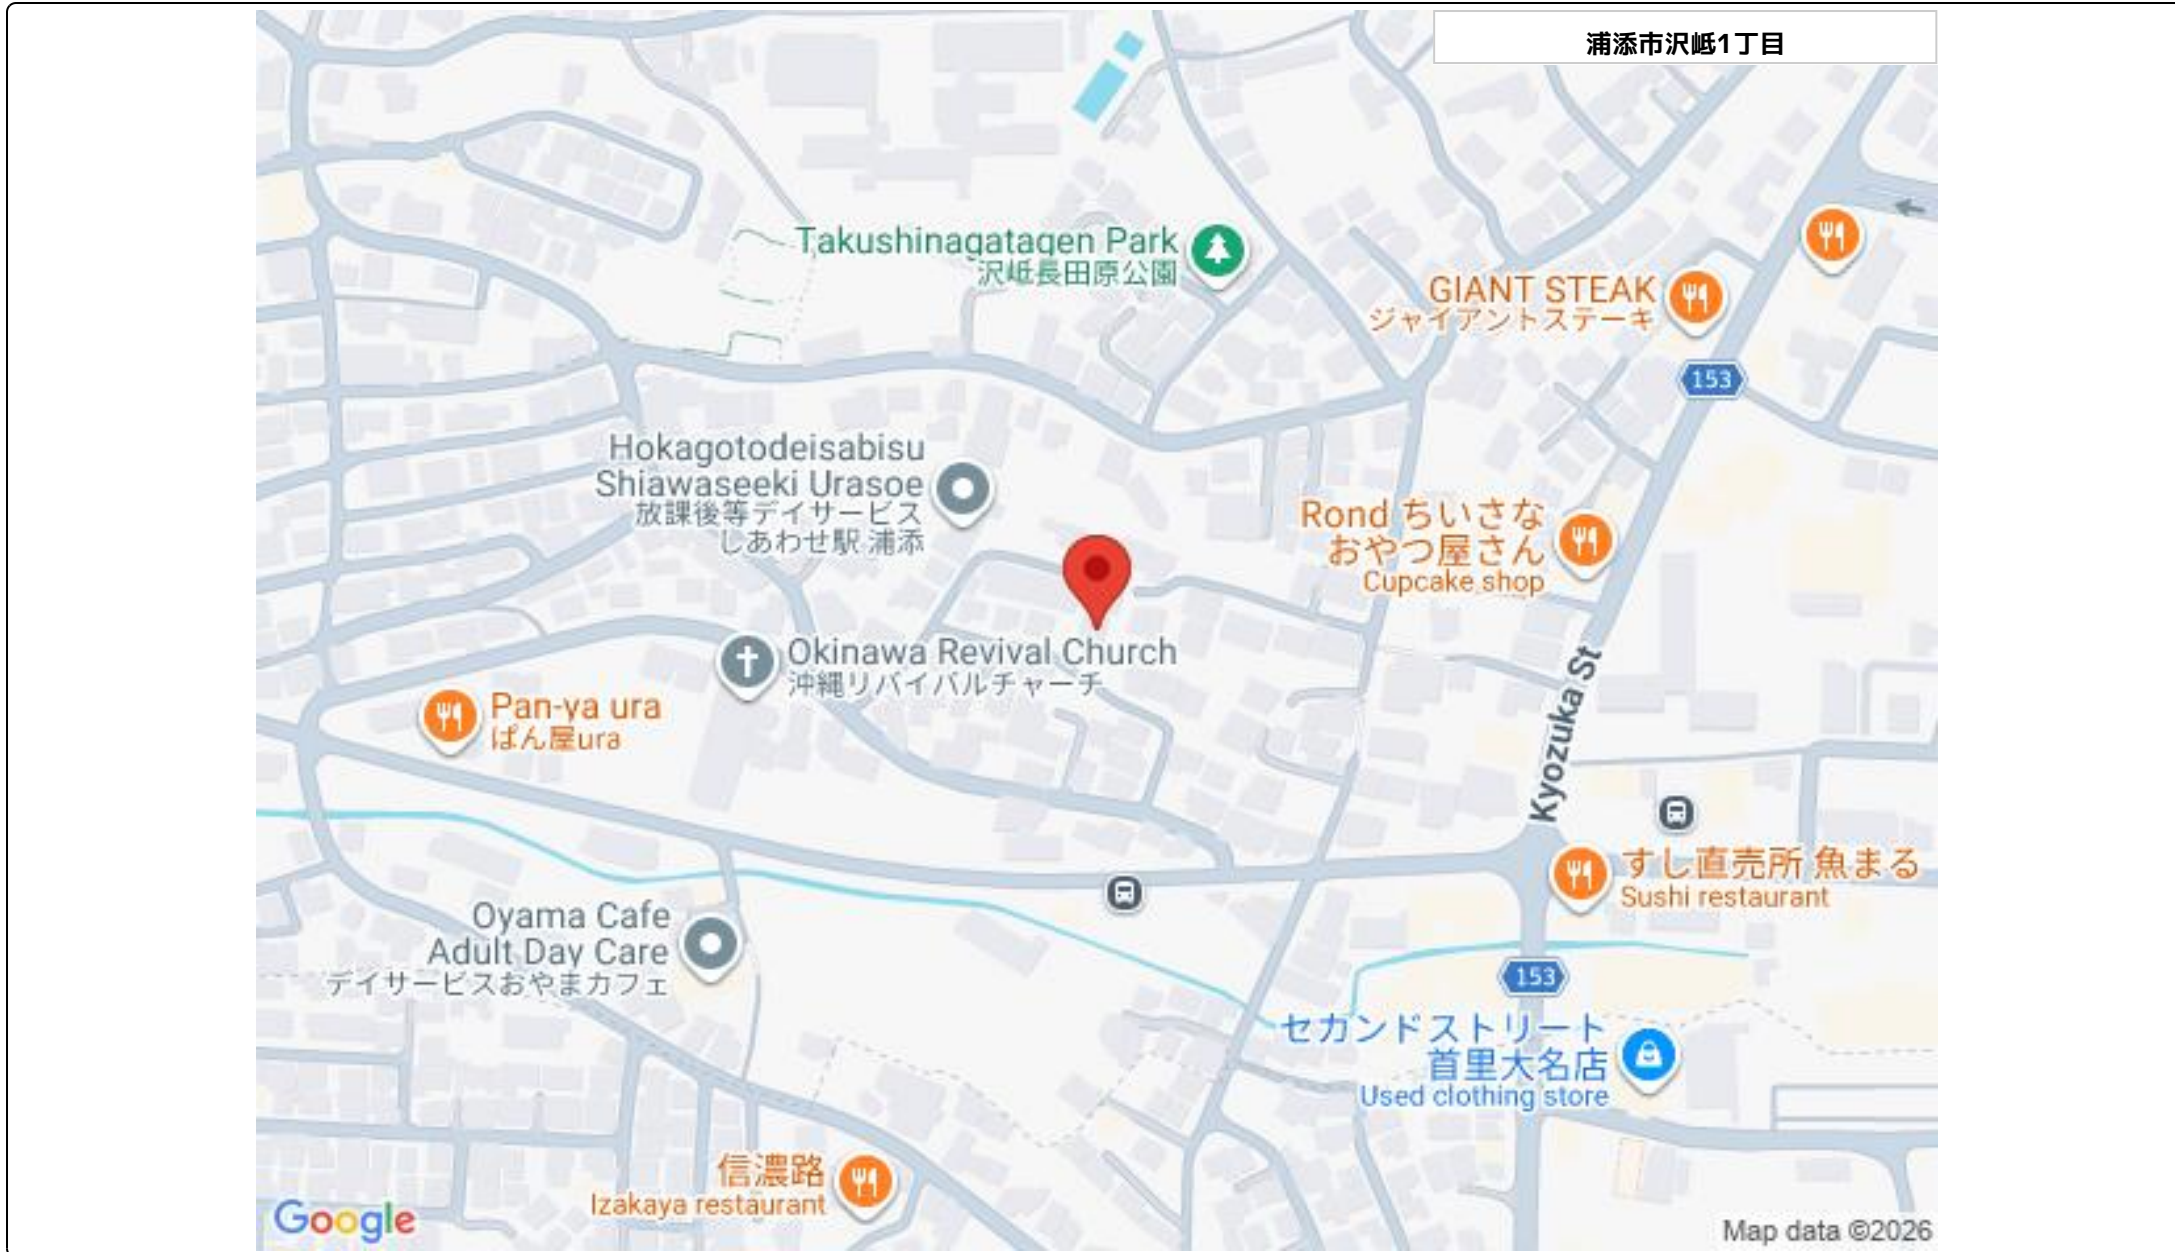 浦添市沢岻1丁目
Takushinagatagen Park
沢岻長田原公園
GIANT STEAK
ジャイアントステーキ
153
Hokagotodeisabisu
Shiawaseeki Urasoe
放課後等デイサービス
しあわせ駅 浦添
Rond ちいさな
おやつ屋さん
Cupcake shop
Okinawa Revival Church
沖縄リバイバルチャーチ
Pan-ya ura
ぱん屋ura
Kyozuka St
すし直売所 魚まる
Sushi restaurant
Oyama Cafe
Adult Day Care
デイサービスおやまカフェ
153
セカンドストリート
首里大名店
Used clothing store
信濃路
Izakaya restaurant
Google
Map data ©2026